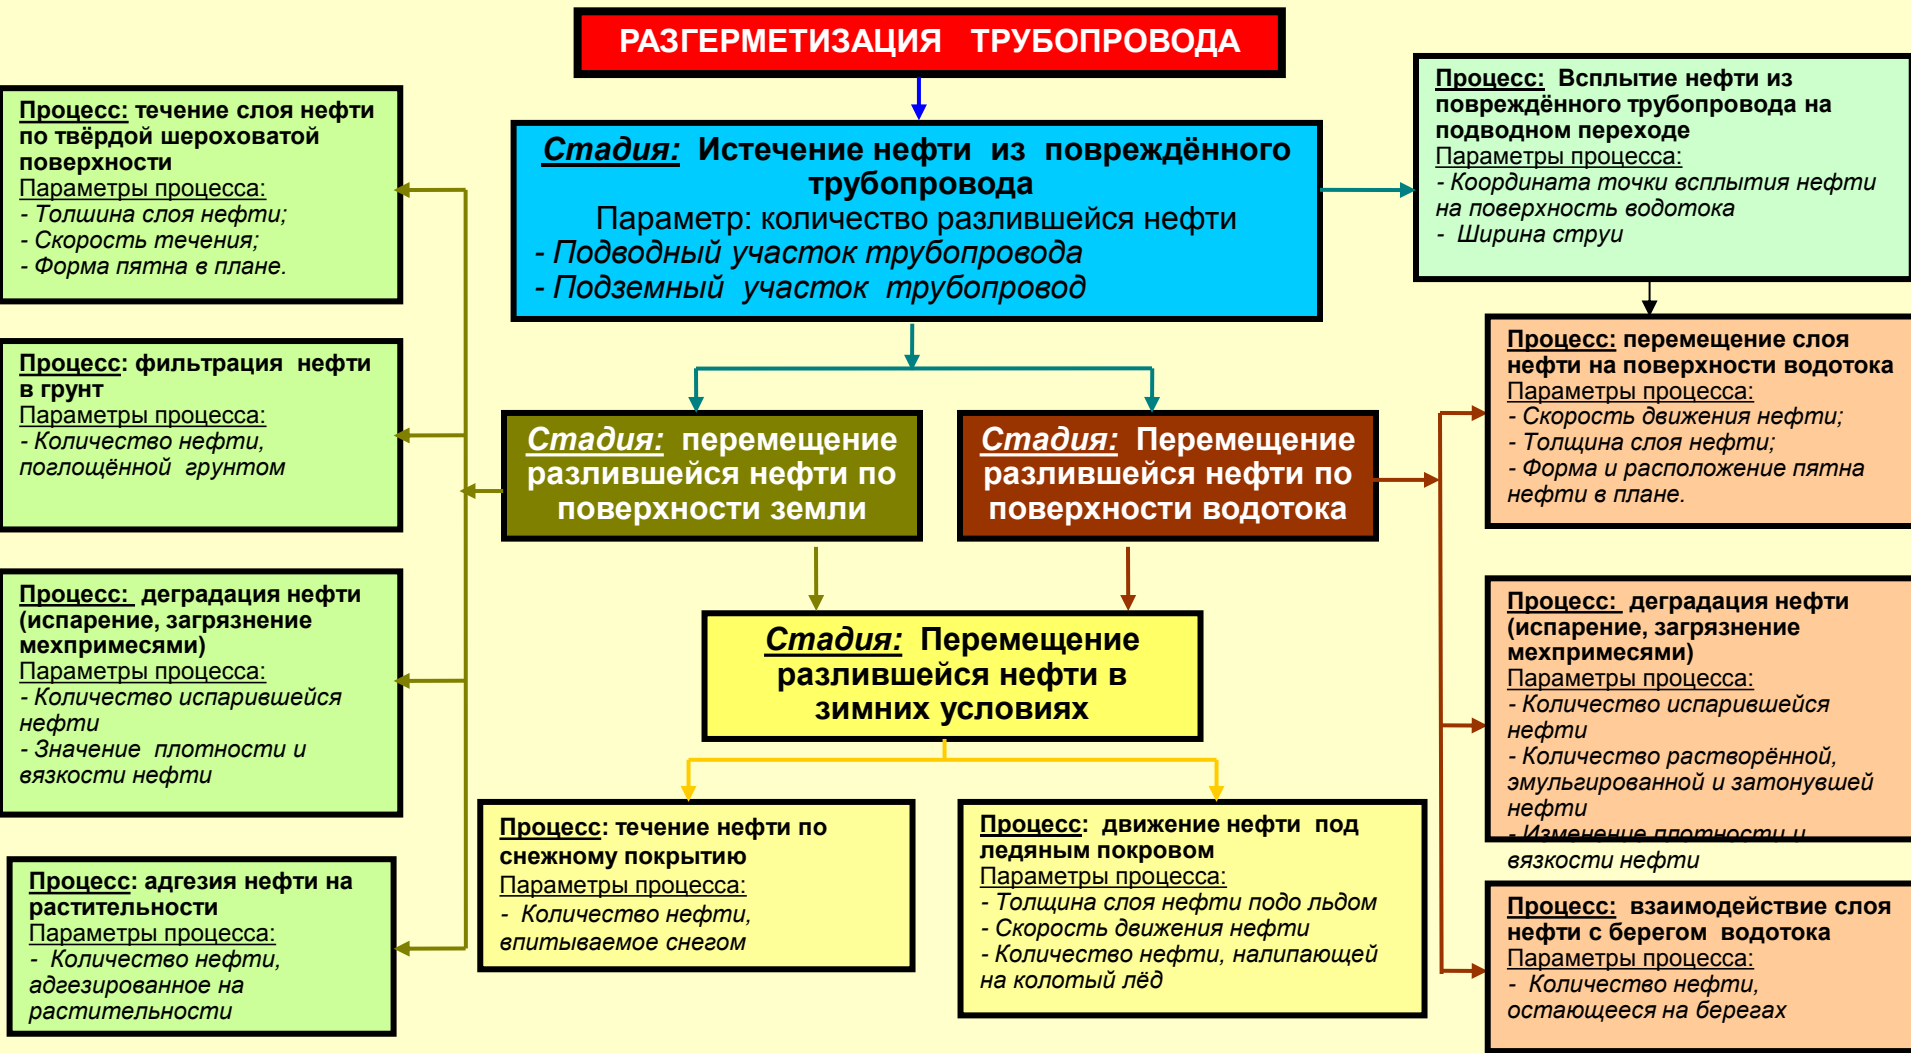 РАЗГЕРМЕТИЗАЦИЯ ТРУБОПРОВОДА
Стадия: Истечение нефти из повреждённого
трубопровода
Параметр: количество разлившейся нефти
- Подводный участок трубопровода
- Подземный участок трубопровод
Процесс: Всплытие нефти из
повреждённого трубопровода на
подводном переходе
Параметры процесса:
- Координата точки всплытия нефти
на поверхность водотока
- Ширина струи
Процесс: течение слоя нефти
по твёрдой шероховатой
поверхности
Параметры процесса:
- Толшина слоя нефти;
- Скорость течения;
- Форма пятна в плане.
Процесс: фильтрация нефти
в грунт
Параметры процесса:
- Количество нефти,
поглощённой грунтом
Процесс: деградация нефти
(испарение, загрязнение
мехпримесями)
Параметры процесса:
- Количество испарившейся
нефти
- Значение плотности и
вязкости нефти
Процесс: адгезия нефти на
растительности
Параметры процесса:
- Количество нефти,
адгезированное на
растительности
Стадия: перемещение
разлившейся нефти по
поверхности земли
Стадия: Перемещение
разлившейся нефти по
поверхности водотока
Стадия: Перемещение
разлившейся нефти в
зимних условиях
Процесс: течение нефти по
снежному покрытию
Параметры процесса:
- Количество нефти,
впитываемое снегом
Процесс: движение нефти под
ледяным покровом
Параметры процесса:
- Толщина слоя нефти подо льдом
- Скорость движения нефти
- Количество нефти, налипающей
на колотый лёд
Процесс: перемещение слоя
нефти на поверхности водотока
Параметры процесса:
- Скорость движения нефти;
- Толщина слоя нефти;
- Форма и расположение пятна
нефти в плане.
Процесс: деградация нефти
(испарение, загрязнение
мехпримесями)
Параметры процесса:
- Количество испарившейся
нефти
- Количество растворённой,
эмульгированной и затонувшей
нефти
- Изменение плотности и
вязкости нефти
Процесс: взаимодействие слоя
нефти с берегом водотока
Параметры процесса:
- Количество нефти,
остающееся на берегах